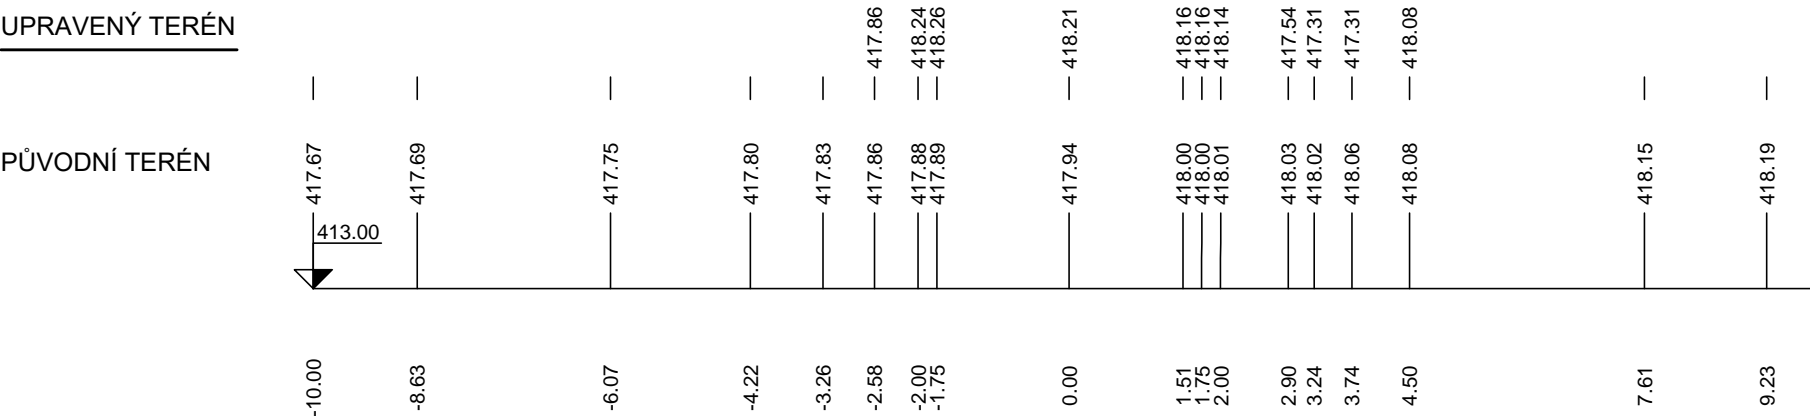 UPRAVENÝ TERÉN
417.86 418.24 418.26 418.21 418.16 418.16 418.14 417.54 417.31 417.31 418.08
PŮVODNÍ TERÉN
417.67 417.69 417.75 417.80 417.83 417.86 417.88 417.89 417.94 418.00 418.00 418.01 418.03 418.02 418.06 418.08 418.15 418.19
413.00
-10.00 -8.63 -6.07 -4.22 -3.26 -2.58 -2.00 -1.75 0.00 1.51 1.75 2.00 2.90 3.24 3.74 4.50 7.61 9.23